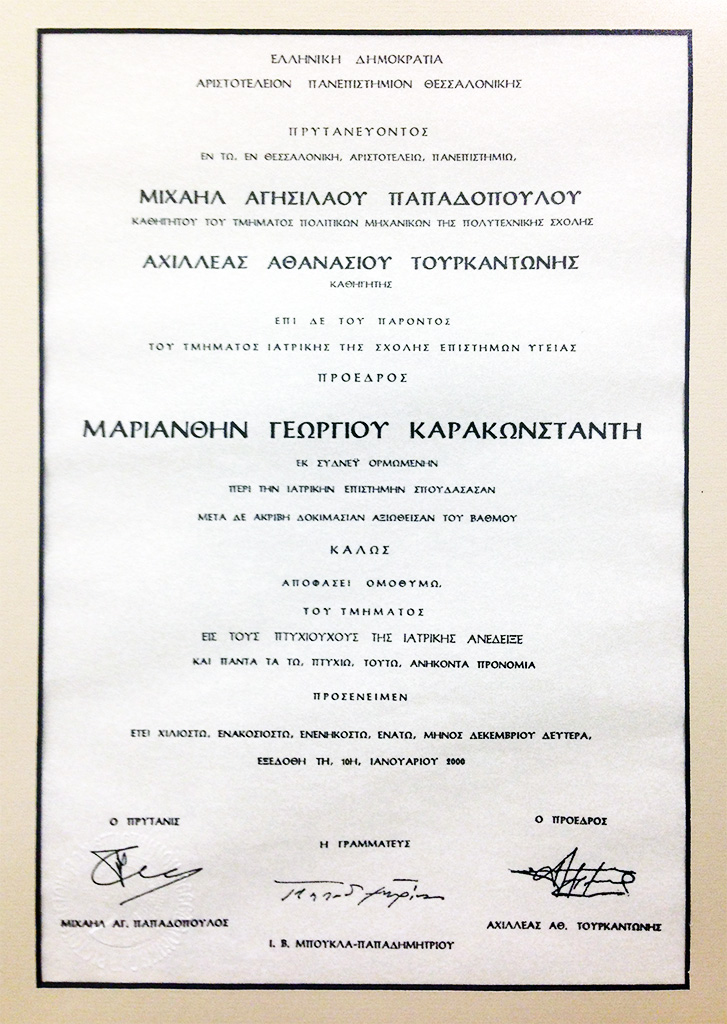 ΕΛΛΗΝΙΚΗ ΔΗΜΟΚΡΑΤΙΑ
ΑΡΙΣΤΟΤΕΛΕΙΟΝ ΠΑΝΕΠΙΣΤΗΜΙΟΝ ΘΕΣΣΑΛΟΝΙΚΗΣ
ΠΡΥΤΑΝΕΥΟΝΤΟΣ
ΕΝ ΤΩ, ΕΝ ΘΕΣΣΑΛΟΝΙΚΗ, ΑΡΙΣΤΟΤΕΛΕΙΩ, ΠΑΝΕΠΙΣΤΗΜΙΩ,
ΜΙΧΑΗΛ ΑΓΗΣΙΛΑΟΥ ΠΑΠΑΔΟΠΟΥΛΟΥ
ΚΑΘΗΓΗΤΟΥ ΤΟΥ ΤΜΗΜΑΤΟΣ ΠΟΛΙΤΙΚΩΝ ΜΗΧΑΝΙΚΩΝ ΤΗΣ ΠΟΛΥΤΕΧΝΙΚΗΣ ΣΧΟΛΗΣ
ΑΧΙΛΛΕΑΣ ΑΘΑΝΑΣΙΟΥ ΤΟΥΡΚΑΝΤΩΝΗΣ
ΚΑΘΗΓΗΤΗΣ
ΕΠΙ ΔΕ ΤΟΥ ΠΑΡΟΝΤΟΣ
ΤΟΥ ΤΜΗΜΑΤΟΣ ΙΑΤΡΙΚΗΣ ΤΗΣ ΣΧΟΛΗΣ ΕΠΙΣΤΗΜΩΝ ΥΓΕΙΑΣ
ΠΡΟΕΔΡΟΣ
ΜΑΡΙΑΝΘΗΝ ΓΕΩΡΓΙΟΥ ΚΑΡΑΚΩΝΣΤΑΝΤΗ
ΕΚ ΣΥΔΝΕΫ ΟΡΜΩΜΕΝΗΝ
ΠΕΡΙ ΤΗΝ ΙΑΤΡΙΚΗΝ ΕΠΙΣΤΗΜΗΝ ΣΠΟΥΔΑΣΑΣΑΝ
ΜΕΤΑ ΔΕ ΑΚΡΙΒΗ ΔΟΚΙΜΑΣΙΑΝ ΑΞΙΩΘΕΙΣΑΝ ΤΟΥ ΒΑΘΜΟΥ
ΚΑΛΩΣ
ΑΠΟΦΑΣΕΙ ΟΜΟΘΥΜΩ,
ΤΟΥ ΤΜΗΜΑΤΟΣ
ΕΙΣ ΤΟΥΣ ΠΤΥΧΙΟΥΧΟΥΣ ΤΗΣ ΙΑΤΡΙΚΗΣ ΑΝΕΔΕΙΞΕ
ΚΑΙ ΠΑΝΤΑ ΤΑ ΤΩ, ΠΤΥΧΙΩ, ΤΟΥΤΩ, ΑΝΗΚΟΝΤΑ ΠΡΟΝΟΜΙΑ
ΠΡΟΣΕΝΕΙΜΕΝ
ΕΤΕΙ ΧΙΛΙΟΣΤΩ, ΕΝΑΚΟΣΙΟΣΤΩ, ΕΝΕΝΗΚΟΣΤΩ, ΕΝΑΤΩ, ΜΗΝΟΣ ΔΕΚΕΜΒΡΙΟΥ ΔΕΥΤΕΡΑ,
ΕΞΕΔΟΘΗ ΤΗ, 10Η, ΙΑΝΟΥΑΡΙΟΥ 2000
Ο ΠΡΥΤΑΝΙΣ
Η ΓΡΑΜΜΑΤΕΥΣ
Ο ΠΡΟΕΔΡΟΣ
ΜΙΧΑΗΛ ΑΓ. ΠΑΠΑΔΟΠΟΥΛΟΣ
Ι. Β. ΜΠΟΥΚΛΑ-ΠΑΠΑΔΗΜΗΤΡΙΟΥ
ΑΧΙΛΛΕΑΣ ΑΘ. ΤΟΥΡΚΑΝΤΩΝΗΣ